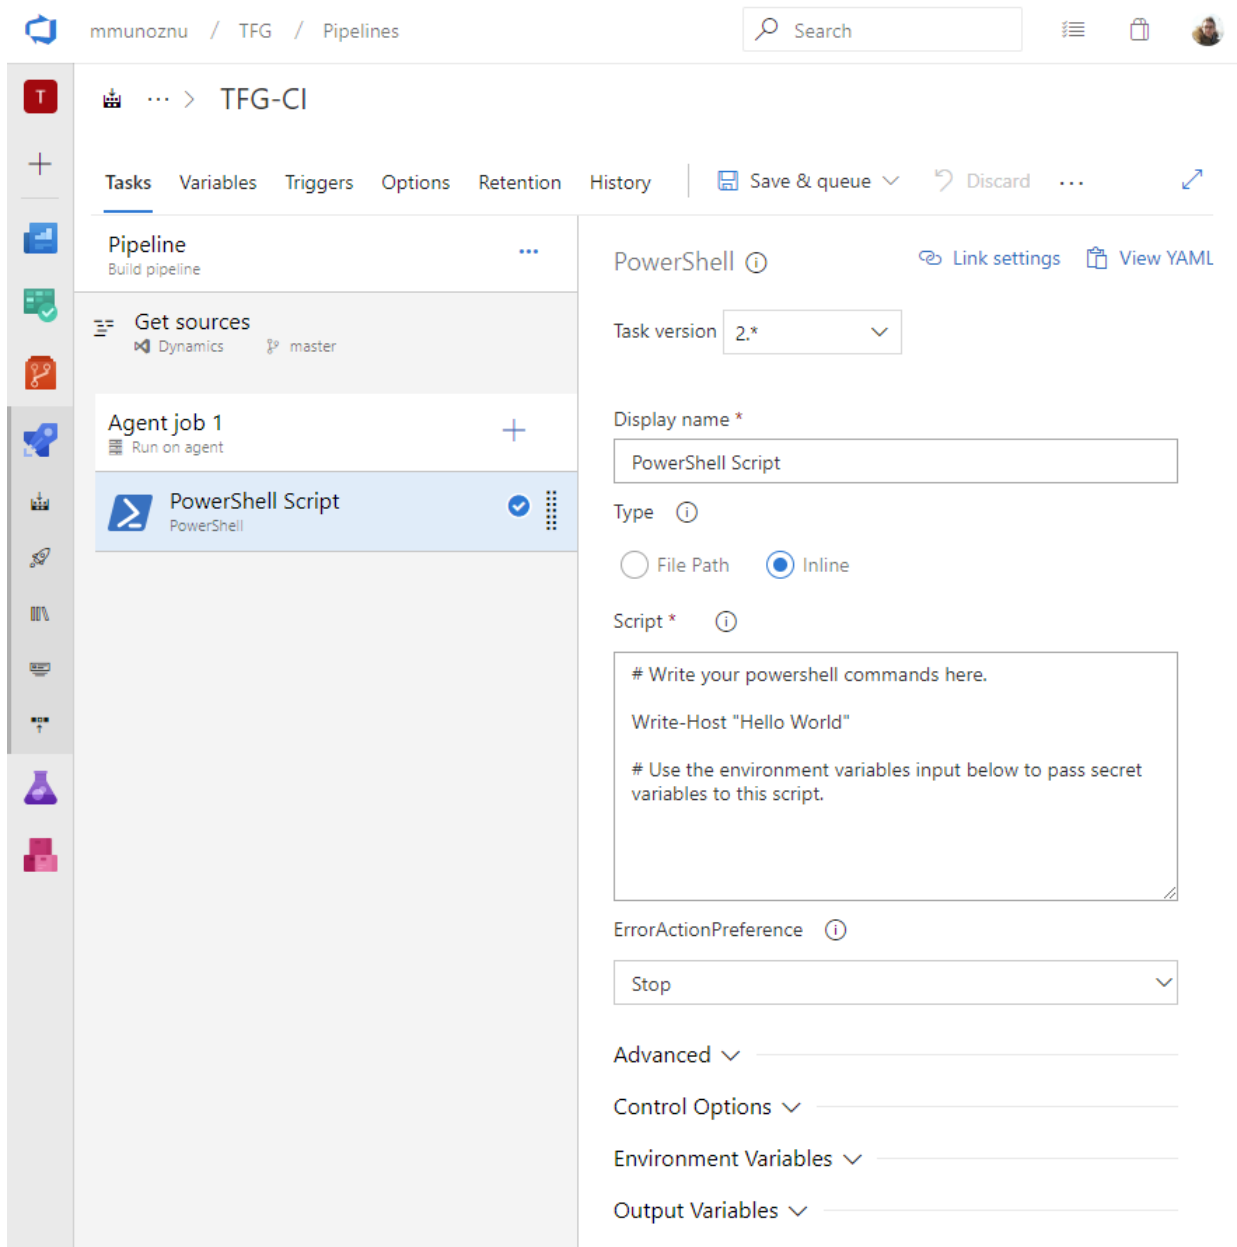 mmunoznu / TFG / Pipelines
Search
T
··· > TFG-CI
Tasks Variables Triggers Options Retention History Save & queue Discard ...
Pipeline
Build pipeline
Get sources
Dynamics master
Agent job 1
Run on agent
PowerShell Script
PowerShell
PowerShell Link settings View YAML
Task version 2.*
Display name *
PowerShell Script
Type
File Path Inline
Script *
# Write your powershell commands here.
Write-Host "Hello World"
# Use the environment variables input below to pass secret
variables to this script.
ErrorActionPreference
Stop
Advanced
Control Options
Environment Variables
Output Variables